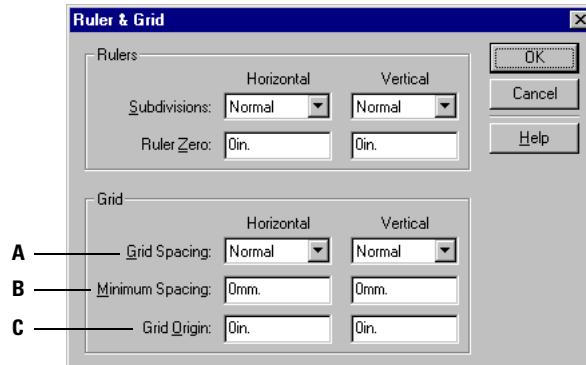 Ruler & Grid
Rulers
OK
Horizontal Vertical
Subdivisions: Normal Normal
Cancel
Ruler Zero: 0in. 0in.
Help
Grid
Horizontal Vertical
A Grid Spacing: Normal Normal
B Minimum Spacing: 0mm. 0mm.
C Grid Origin: 0in. 0in.